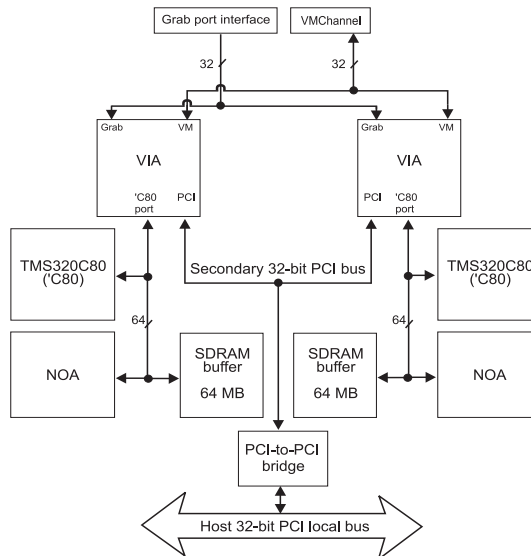 Grab port interface
VMChannel
32
32
Grab
VM
VIA
'C80
port
PCI
Grab
VM
VIA
PCI
'C80
port
TMS320C80
('C80)
Secondary 32-bit PCI bus
TMS320C80
('C80)
64
64
NOA
SDRAM
buffer
64 MB
SDRAM
buffer
64 MB
NOA
PCI-to-PCI
bridge
Host 32-bit PCI local bus